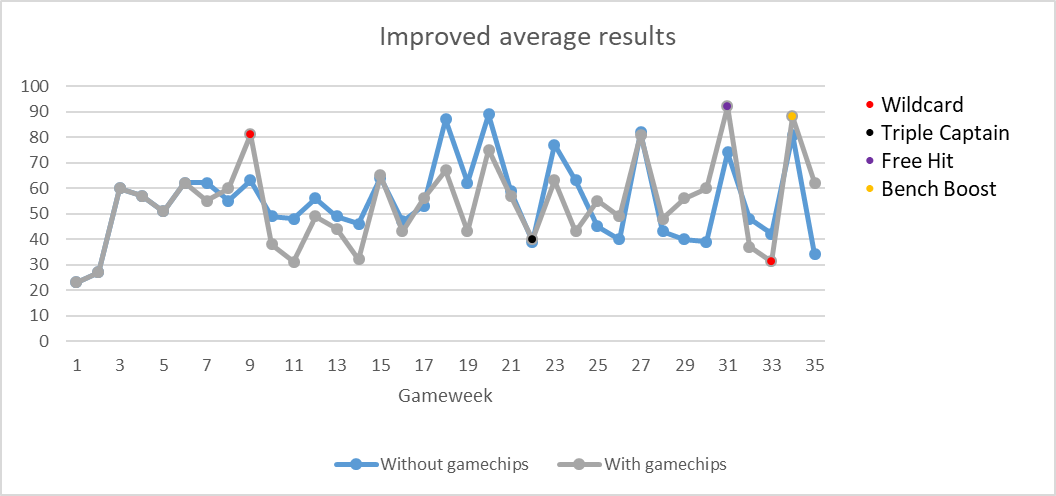 Improved average results
100
90
80
70
60
50
40
30
20
10
0
1 3 5 7 9 11 13 15 17 19 21 23 25 27 29 31 33 35
Gameweek
Wildcard
Triple Captain
Free Hit
Bench Boost
Without gamechips With gamechips